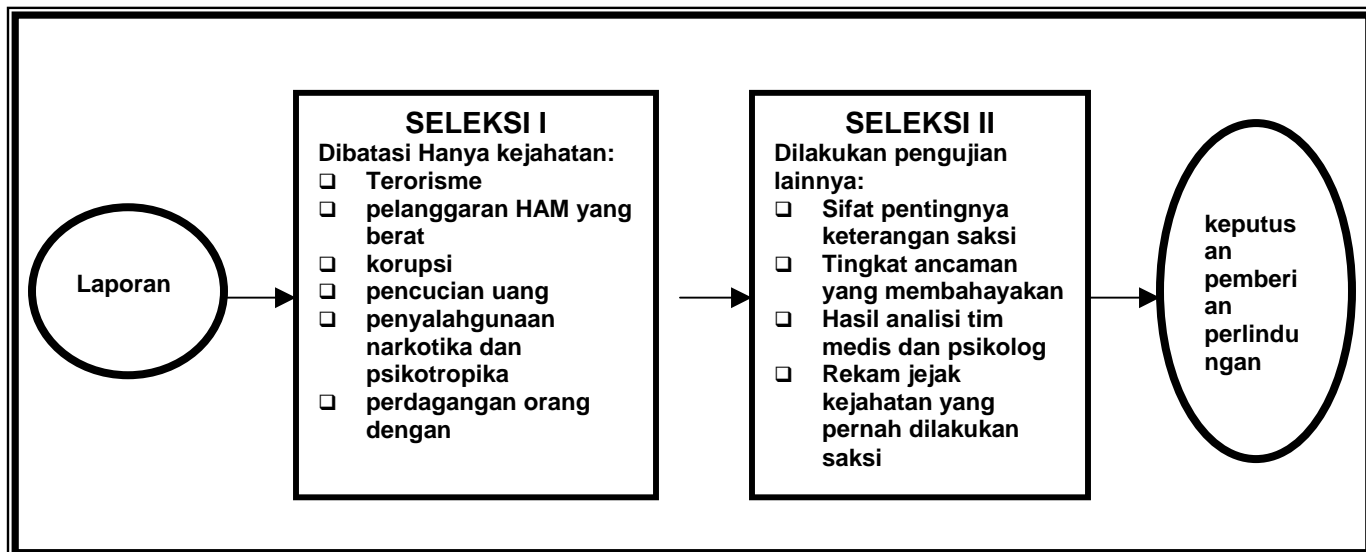 Laporan
SELEKSI I
Dibatasi Hanya kejahatan:
❑ Terorisme
❑ pelanggaran HAM yang
berat
❑ korupsi
❑ pencucian uang
❑ penyalahgunaan
narkotika dan
psikotropika
❑ perdagangan orang
dengan
SELEKSI II
Dilakukan pengujian
lainnya:
❑ Sifat pentingnya
keterangan saksi
❑ Tingkat ancaman
yang membahayakan
❑ Hasil analisi tim
medis dan psikolog
❑ Rekam jejak
kejahatan yang
pernah dilakukan
saksi
keputus
an
pemberi
an
perlindu
ngan